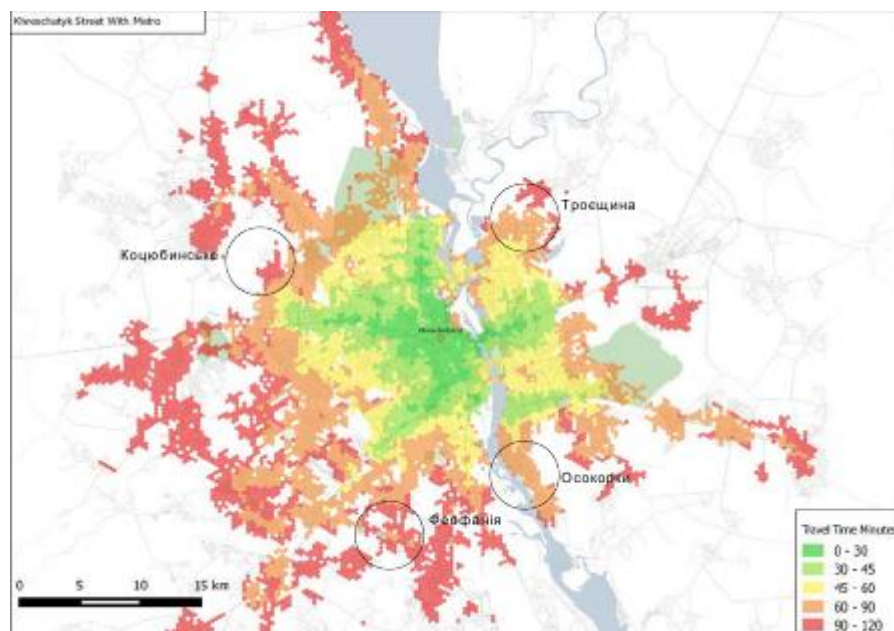 Khreschatyk Street With Metro
Троєщина
Коцюбинське
Осокорки
Феофанія
0 5 10 15 km
Travel Time Minutes
0 - 30
30 - 45
45 - 60
60 - 90
90 - 120